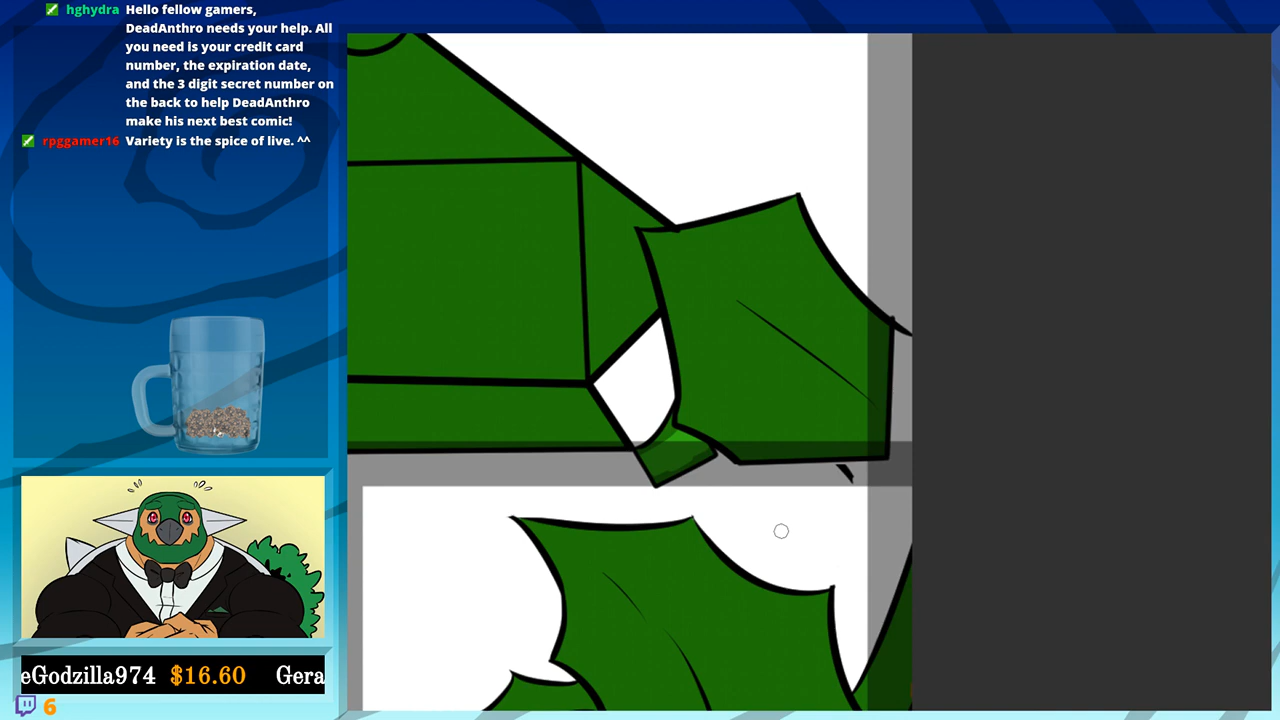 hghydra Hello fellow gamers,
DeadAnthro needs your help. All
you need is your credit card
number, the expiration date,
and the 3 digit secret number on
the back to help DeadAnthro
make his next best comic!
rpggamer16 Variety is the spice of live. ^^
eGodzilla974 $16.60 Gera
6